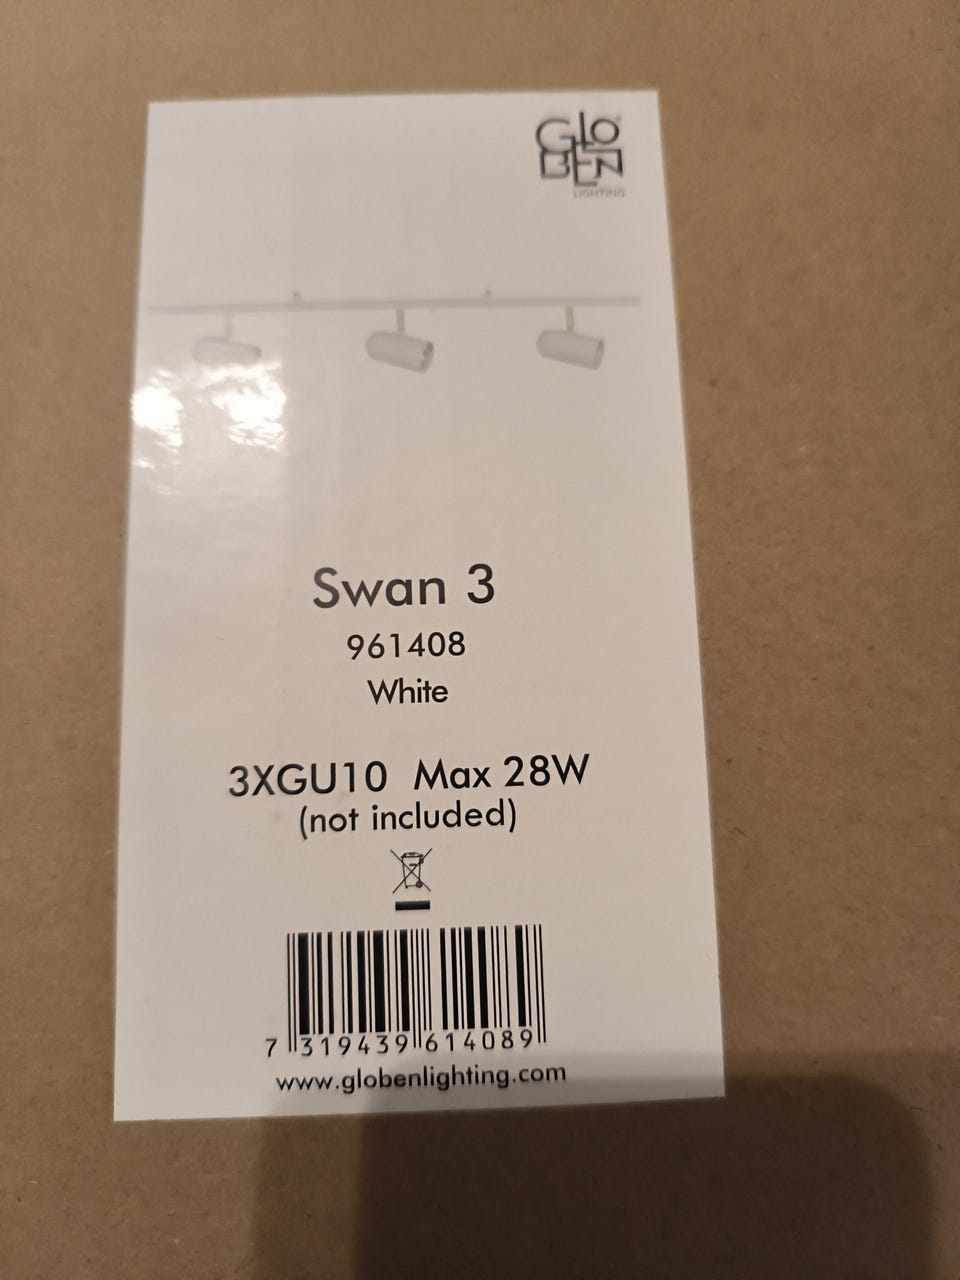 GLO
BEN
LIGHTING
Swan 3
961408
White
3XGU10 Max 28W
(not included)
7 319439 614089
www.globenlighting.com